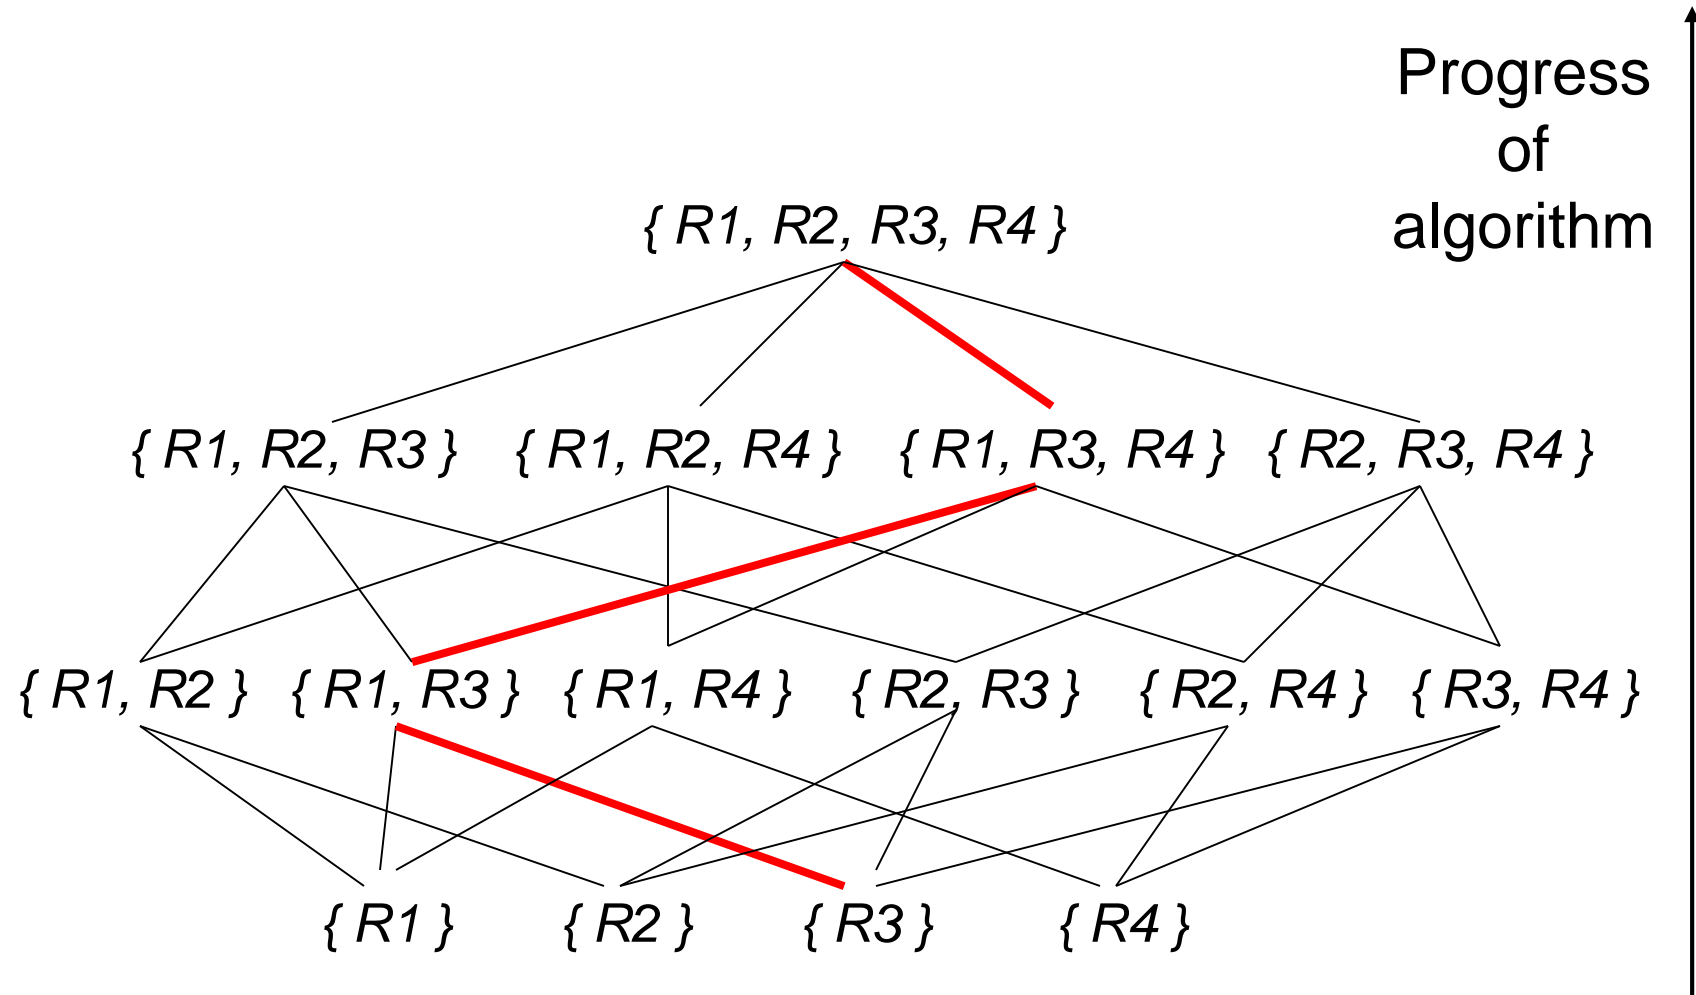 Progress
of
algorithm
{ R1, R2, R3, R4 }
{ R1, R2, R3 } { R1, R2, R4 } { R1, R3, R4 } { R2, R3, R4 }
{ R1, R2 } { R1, R3 } { R1, R4 } { R2, R3 } { R2, R4 } { R3, R4 }
{ R1 } { R2 } { R3 } { R4 }